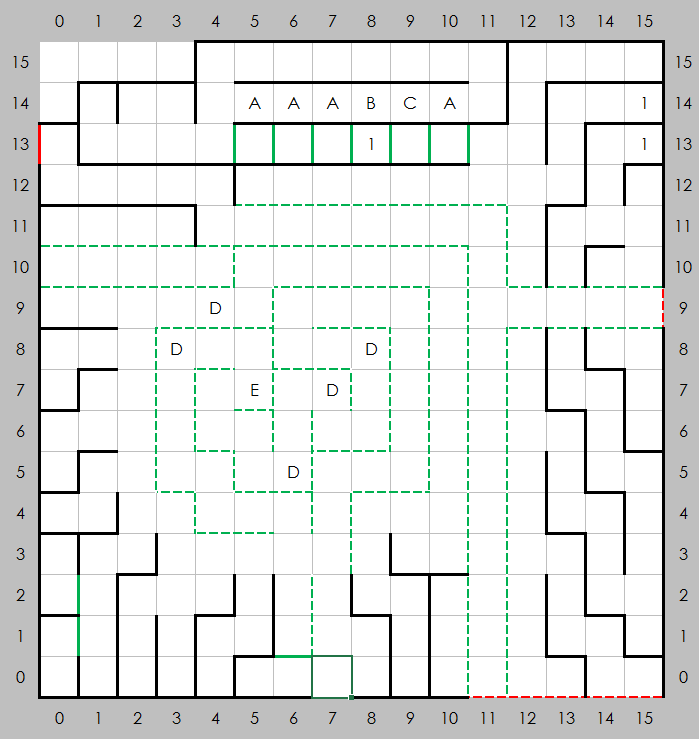 0 1 2 3 4 5 6 7 8 9 10 11 12 13 14 15
15 15
14 A A A B C A 1 14
13 1 1 13
12 12
11 11
10 10
9 D 9
8 D D 8
7 E D 7
6 6
5 D 5
4 4
3 3
2 2
1 1
0 0
0 1 2 3 4 5 6 7 8 9 10 11 12 13 14 15